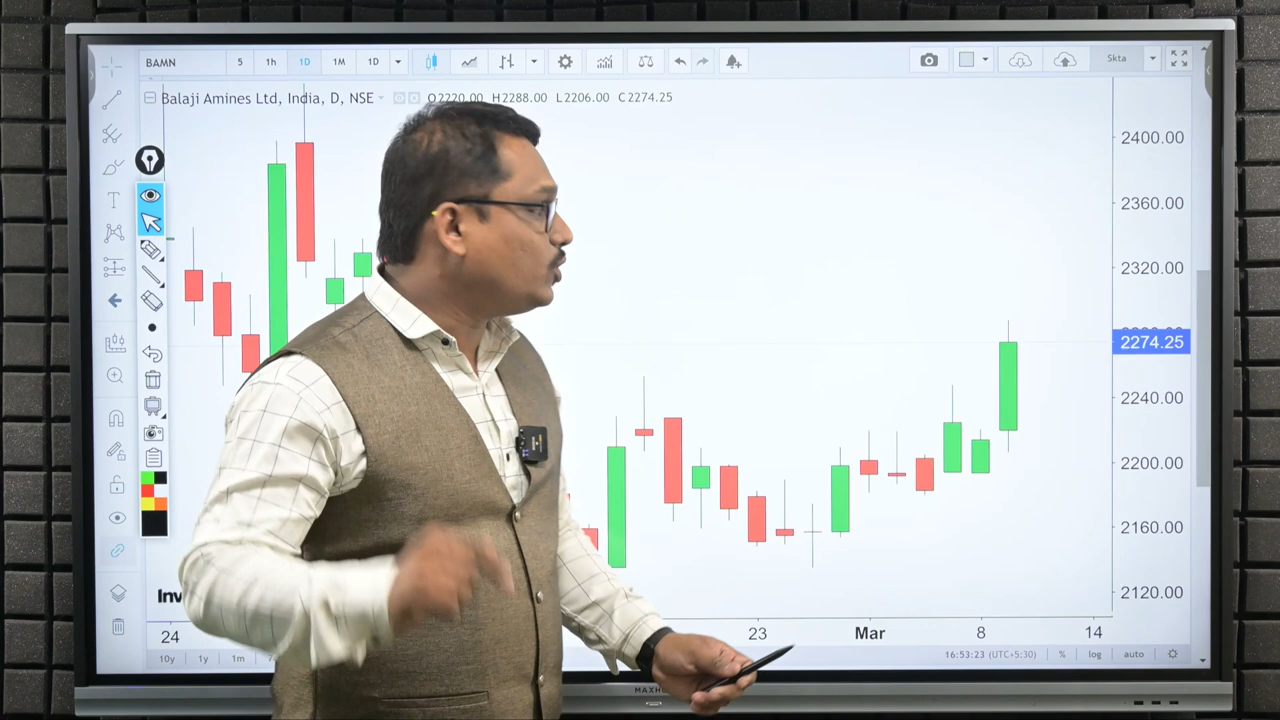 BAMN 5 1h 1D 1M 1D Skta
Balaji Amines Ltd, India, D, NSE O2220.00 H2288.00 L2206.00 C2274.25
2400.00
2360.00
2320.00
2274.25
2240.00
2200.00
2160.00
2120.00
Inv
24 23 Mar 8 14
10y 1y 1m 16:53:23 (UTC+5:30) % log auto